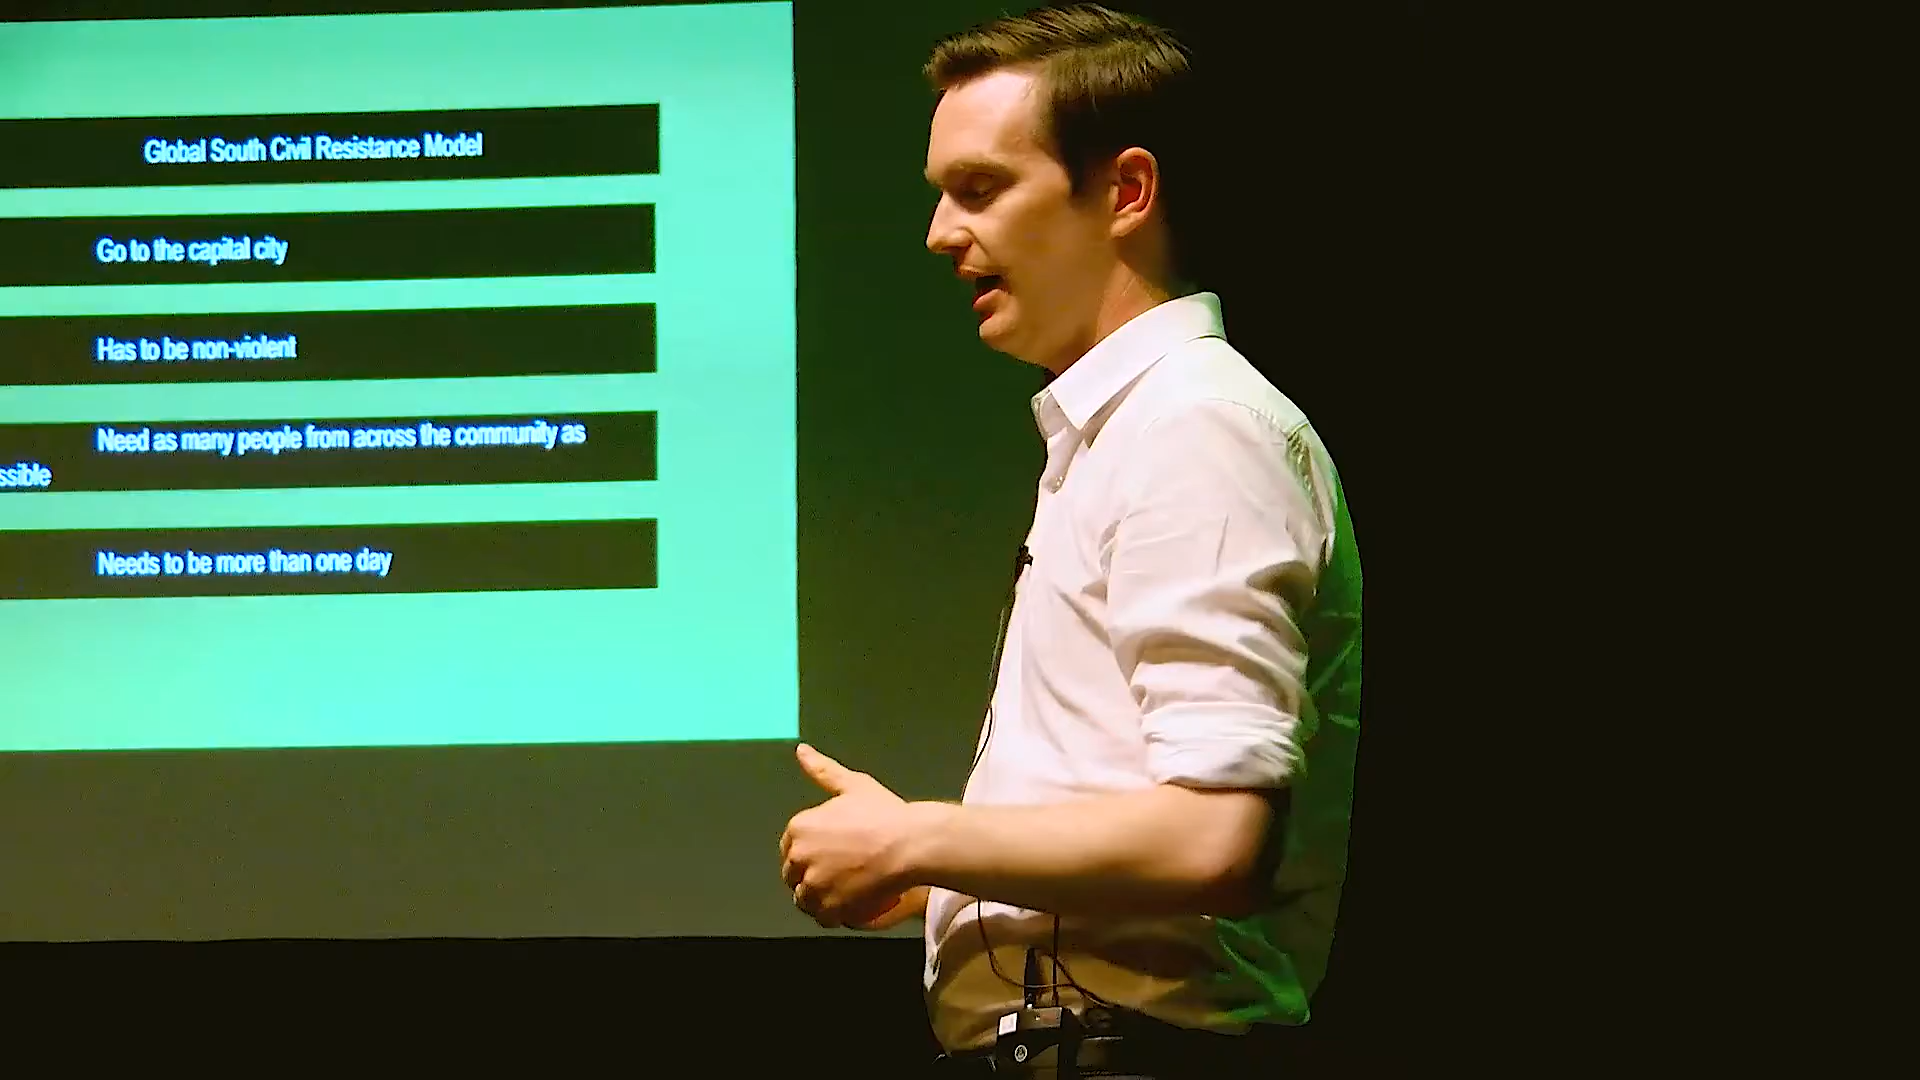 Global South Civil Resistance Model
Go to the capital city
Has to be non-violent
Need as many people from across the community as
ssible
Needs to be more than one day